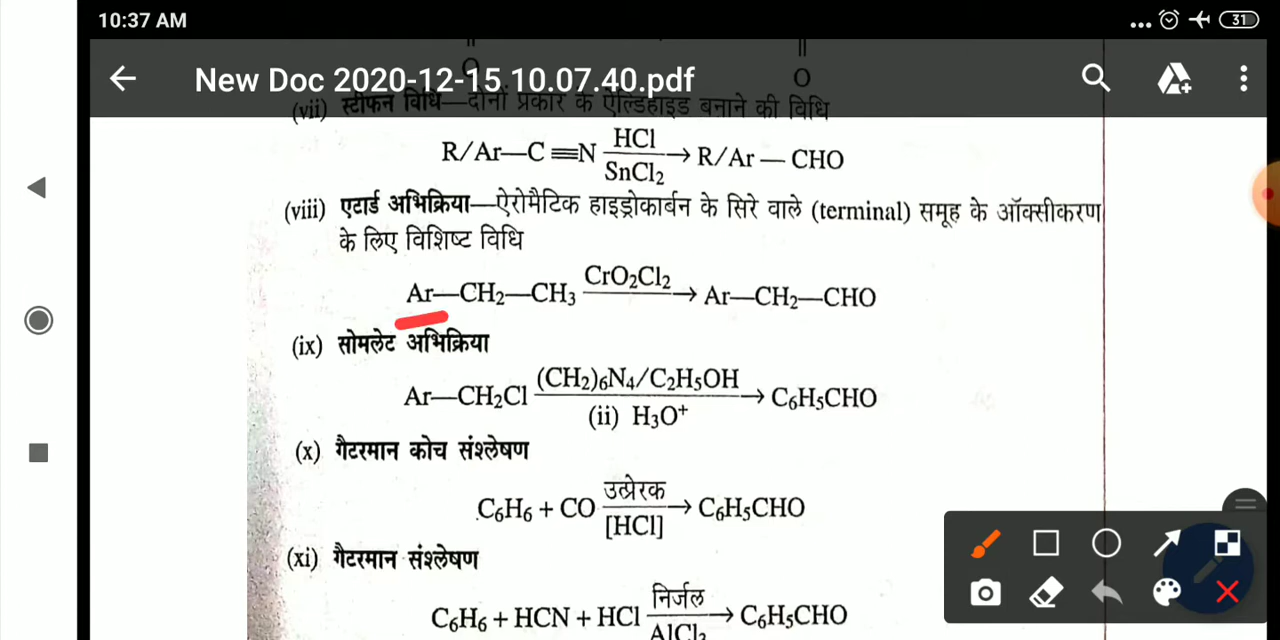 10:37 AM
31
New Doc 2020-12-15 10.07.40.pdf
O O
(vii) स्टीफन विधि—दोनों प्रकार के ऐल्डिहाइड बनाने की विधि
R/Ar—C≡N HCl/SnCl₂ → R/Ar—CHO
(viii) एटार्ड अभिक्रिया—ऐरोमैटिक हाइड्रोकार्बन के सिरे वाले (terminal) समूह के ऑक्सीकरण
के लिए विशिष्ट विधि
Ar—CH₂—CH₃ CrO₂Cl₂ → Ar—CH₂—CHO
(ix) सोमलेट अभिक्रिया
Ar—CH₂Cl (CH₂)₆N₄/C₂H₅OH (ii) H₃O⁺ → C₆H₅CHO
(x) गैटरमान कोच संश्लेषण
C₆H₆ + CO उत्प्रेरक [HCl] → C₆H₅CHO
(xi) गैटरमान संश्लेषण
C₆H₆ + HCN + HCl निर्जल AlCl₃ → C₆H₅CHO